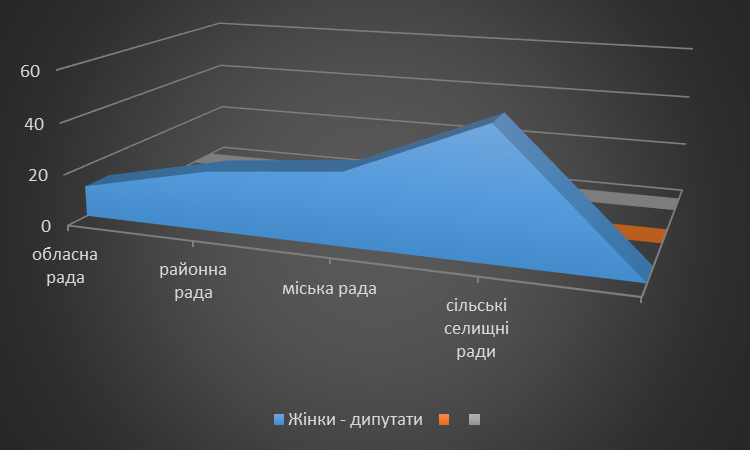 60
40
20
0
обласна
рада
районна
рада
міська рада
сільські
селищні
ради
Жінки - дипутати